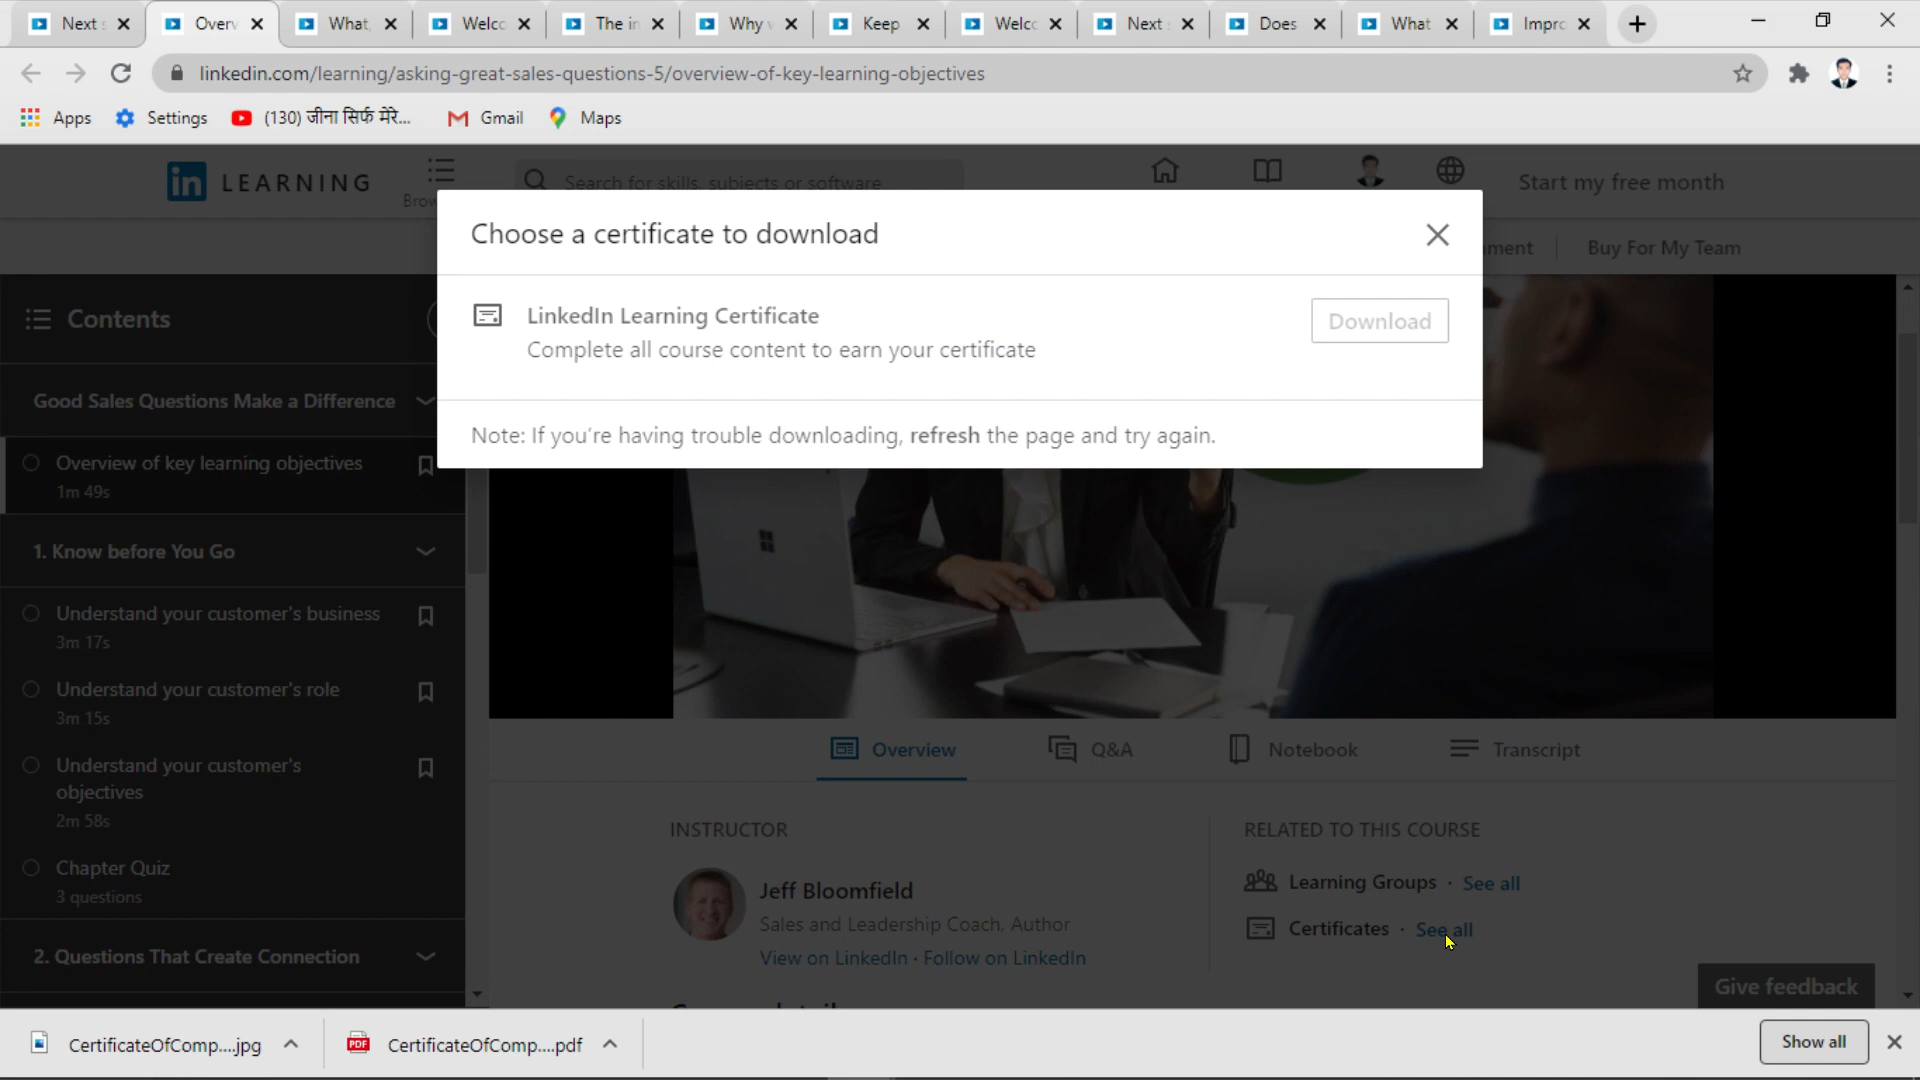 Next
Overv
What,
Welco
The in
Why
Keep
Welc
Next
Does
What
Impro
linkedin.com/learning/asking-great-sales-questions-5/overview-of-key-learning-objectives
Apps
Settings
(130) जीना सिर्फ मेरे...
Gmail
Maps
in LEARNING
Search for skills, subjects or software
Start my free month
Buy For My Team
Choose a certificate to download
LinkedIn Learning Certificate
Download
Complete all course content to earn your certificate
Note: If you're having trouble downloading, refresh the page and try again.
Contents
Good Sales Questions Make a Difference
Overview of key learning objectives
1m 49s
1. Know before You Go
Understand your customer's business
3m 17s
Understand your customer's role
3m 15s
Understand your customer's
objectives
2m 58s
Chapter Quiz
3 questions
2. Questions That Create Connection
Overview
Q&A
Notebook
Transcript
INSTRUCTOR
Jeff Bloomfield
Sales and Leadership Coach, Author
View on LinkedIn · Follow on LinkedIn
RELATED TO THIS COURSE
Learning Groups · See all
Certificates · See all
Give feedback
CertificateOfComp....jpg
PDF
CertificateOfComp....pdf
Show all